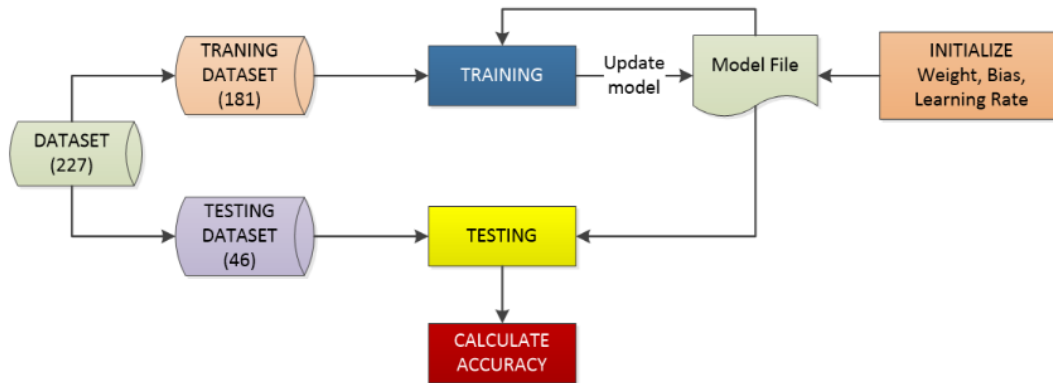 TRANING
DATASET
(181)
TRAINING
Update
model
Model File
INITIALIZE
Weight, Bias,
Learning Rate
DATASET
(227)
TESTING
DATASET
(46)
TESTING
CALCULATE
ACCURACY